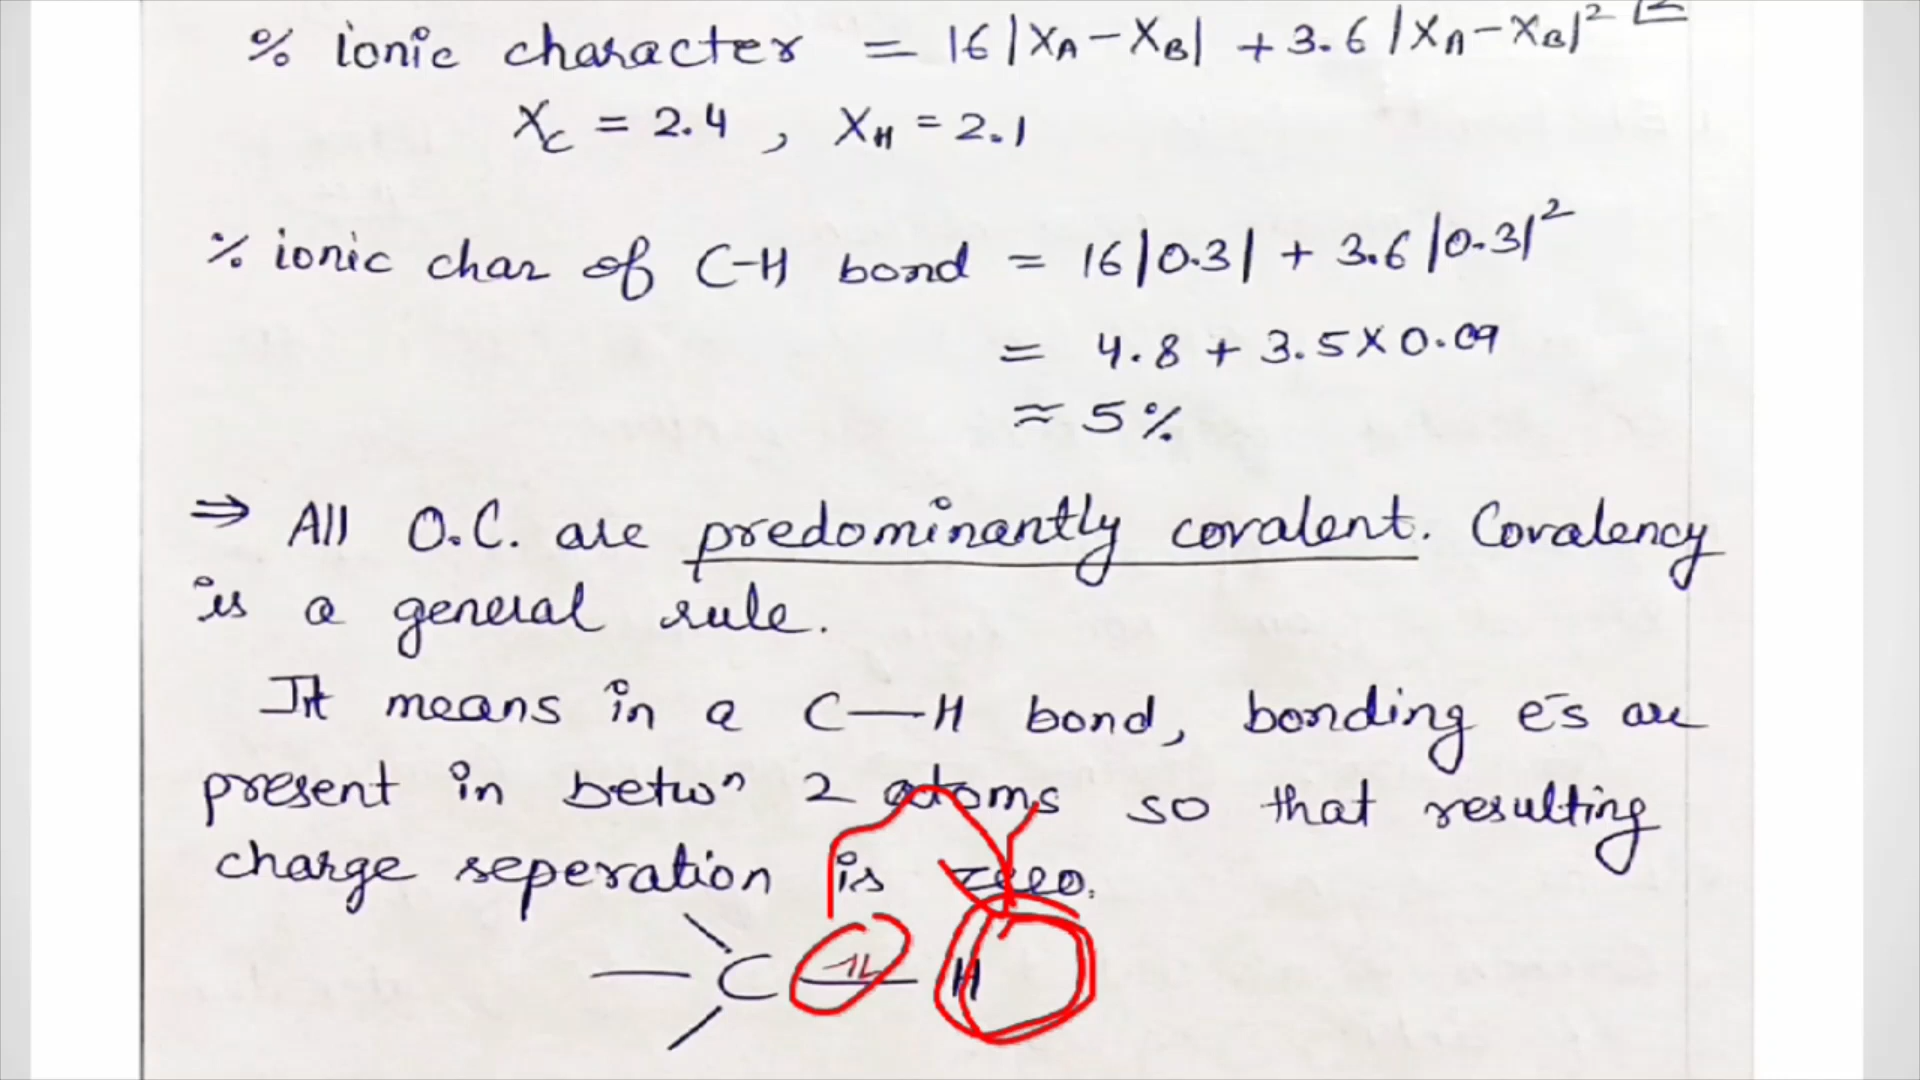 % ionic character = 16|XA-XB| + 3.6|XA-XB|²
XC = 2.4 , XH = 2.1
% ionic char of C-H bond = 16|0.3| + 3.6|0.3|²
= 4.8 + 3.5×0.09
≈ 5%
⇒ All O.C. are predominantly covalent. Covalency
is a general rule.
It means in a C—H bond, bonding e⁻s are
present in betwⁿ 2 atoms so that resulting
charge seperation is zero.
C 1L H